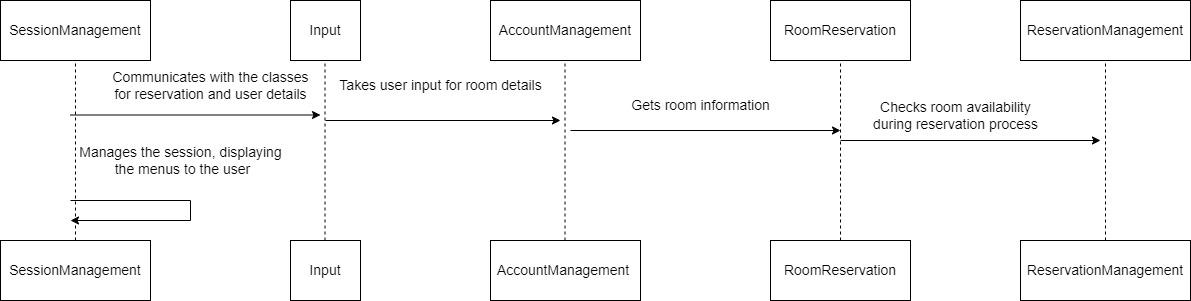 SessionManagement
Input
AccountManagement
RoomReservation
ReservationManagement
Communicates with the classes
for reservation and user details
Takes user input for room details
Gets room information
Checks room availability
during reservation process
Manages the session, displaying
the menus to the user
SessionManagement
Input
AccountManagement
RoomReservation
ReservationManagement